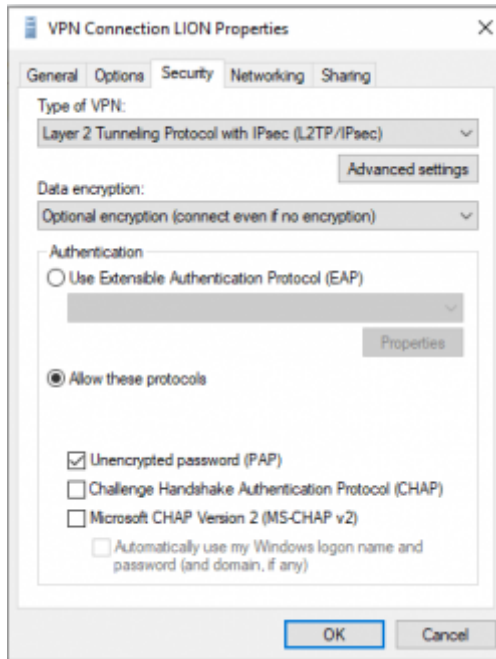 VPN Connection LION Properties
General Options Security Networking Sharing
Type of VPN:
Layer 2 Tunneling Protocol with IPsec (L2TP/IPsec)
Advanced settings
Data encryption:
Optional encryption (connect even if no encryption)
Authentication
Use Extensible Authentication Protocol (EAP)
Properties
Allow these protocols
Unencrypted password (PAP)
Challenge Handshake Authentication Protocol (CHAP)
Microsoft CHAP Version 2 (MS-CHAP v2)
Automatically use my Windows logon name and
password (and domain, if any)
OK Cancel